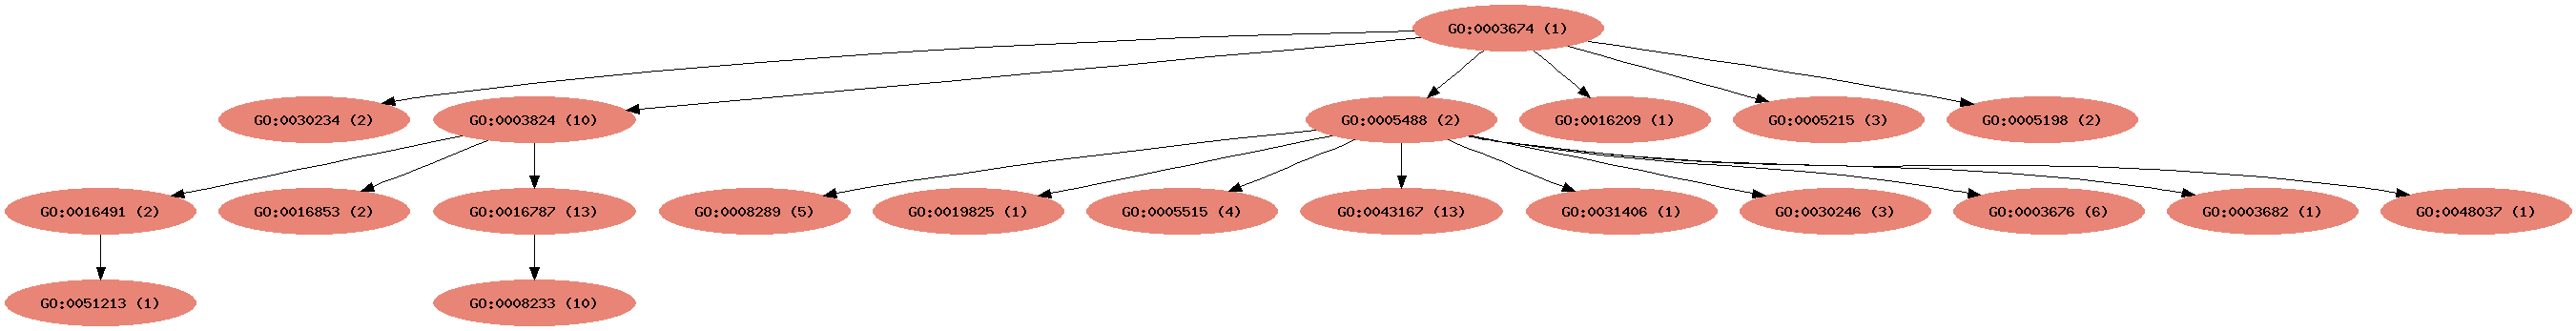 GO:0003674 (1)
GO:0030234 (2)
GO:0003824 (10)
GO:0005488 (2)
GO:0016209 (1)
GO:0005215 (3)
GO:0005198 (2)
GO:0016491 (2)
GO:0016853 (2)
GO:0016787 (13)
GO:0008289 (5)
GO:0019825 (1)
GO:0005515 (4)
GO:0043167 (13)
GO:0031406 (1)
GO:0030246 (3)
GO:0003676 (6)
GO:0003682 (1)
GO:0048037 (1)
GO:0051213 (1)
GO:0008233 (10)